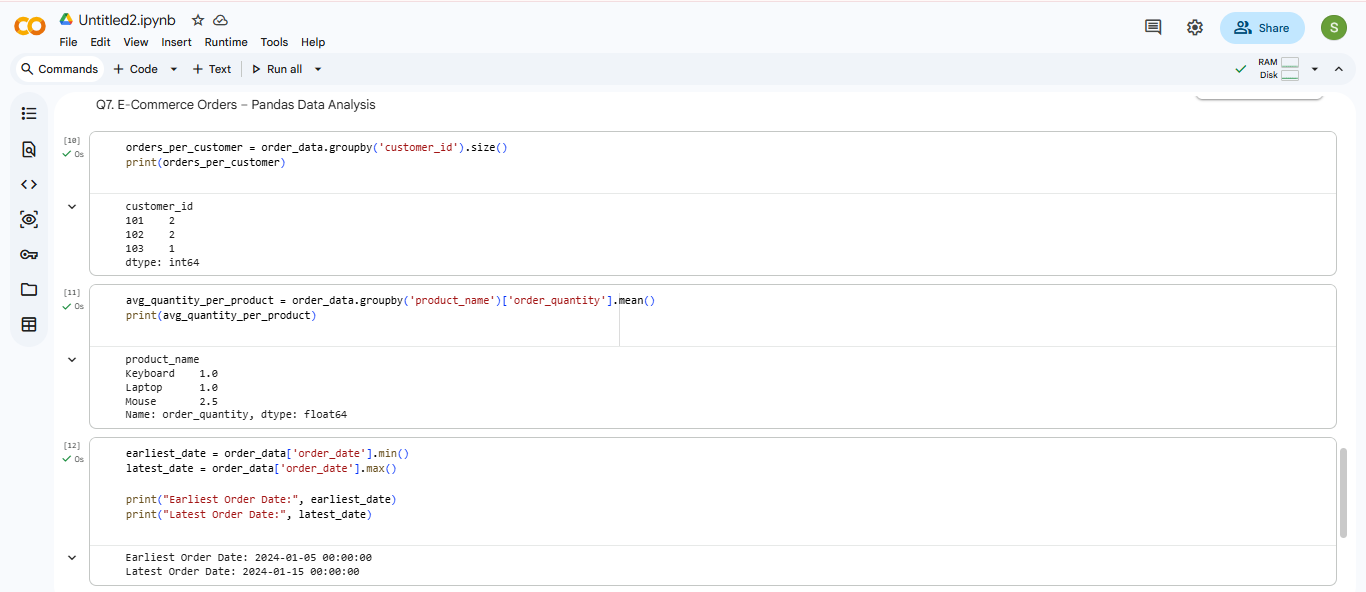 Untitled2.ipynb
File Edit View Insert Runtime Tools Help
Share
S
Commands + Code + Text Run all
RAM
Disk
Q7. E-Commerce Orders – Pandas Data Analysis
[10]
0s
orders_per_customer = order_data.groupby('customer_id').size()
print(orders_per_customer)
customer_id
101    2
102    2
103    1
dtype: int64
[11]
0s
avg_quantity_per_product = order_data.groupby('product_name')['order_quantity'].mean()
print(avg_quantity_per_product)
product_name
Keyboard    1.0
Laptop      1.0
Mouse       2.5
Name: order_quantity, dtype: float64
[12]
0s
earliest_date = order_data['order_date'].min()
latest_date = order_data['order_date'].max()
print("Earliest Order Date:", earliest_date)
print("Latest Order Date:", latest_date)
Earliest Order Date: 2024-01-05 00:00:00
Latest Order Date: 2024-01-15 00:00:00